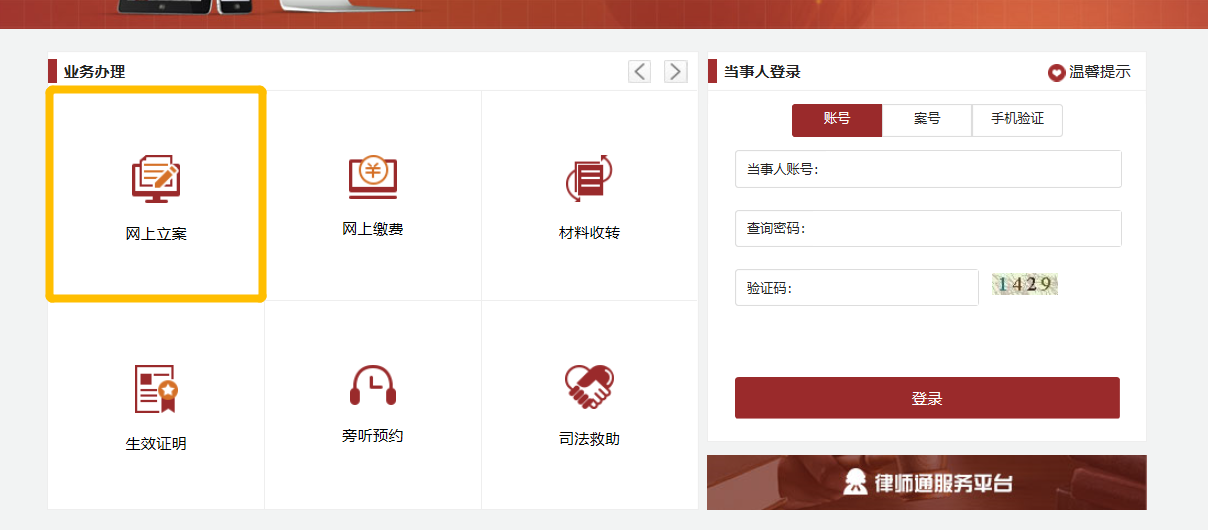 业务办理
网上立案
网上缴费
材料收转
生效证明
旁听预约
司法救助
当事人登录
温馨提示
账号
案号
手机验证
当事人账号:
查询密码:
验证码:
1429
登录
律师通服务平台